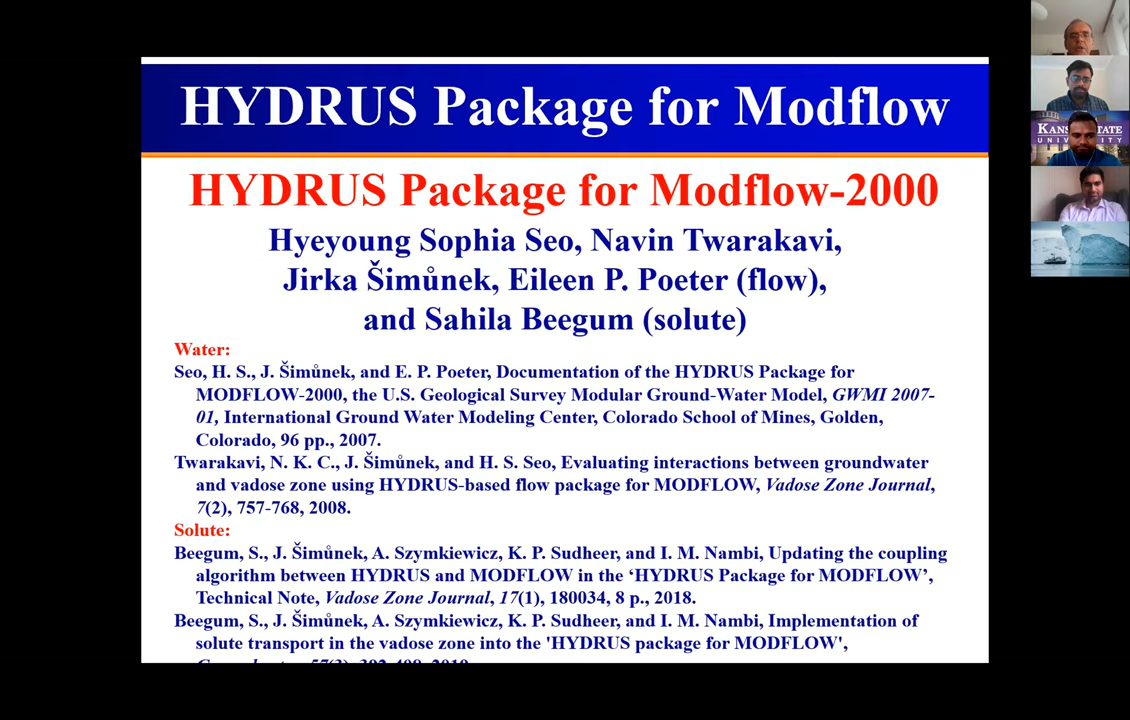 HYDRUS Package for Modflow
HYDRUS Package for Modflow-2000
Hyeyoung Sophia Seo, Navin Twarakavi,
Jirka Šimůnek, Eileen P. Poeter (flow),
and Sahila Beegum (solute)
Water:
Seo, H. S., J. Šimůnek, and E. P. Poeter, Documentation of the HYDRUS Package for
MODFLOW-2000, the U.S. Geological Survey Modular Ground-Water Model, GWMI 2007-
01, International Ground Water Modeling Center, Colorado School of Mines, Golden,
Colorado, 96 pp., 2007.
Twarakavi, N. K. C., J. Šimůnek, and H. S. Seo, Evaluating interactions between groundwater
and vadose zone using HYDRUS-based flow package for MODFLOW, Vadose Zone Journal,
7(2), 757-768, 2008.
Solute:
Beegum, S., J. Šimůnek, A. Szymkiewicz, K. P. Sudheer, and I. M. Nambi, Updating the coupling
algorithm between HYDRUS and MODFLOW in the ‘HYDRUS Package for MODFLOW’,
Technical Note, Vadose Zone Journal, 17(1), 180034, 8 p., 2018.
Beegum, S., J. Šimůnek, A. Szymkiewicz, K. P. Sudheer, and I. M. Nambi, Implementation of
solute transport in the vadose zone into the 'HYDRUS package for MODFLOW',